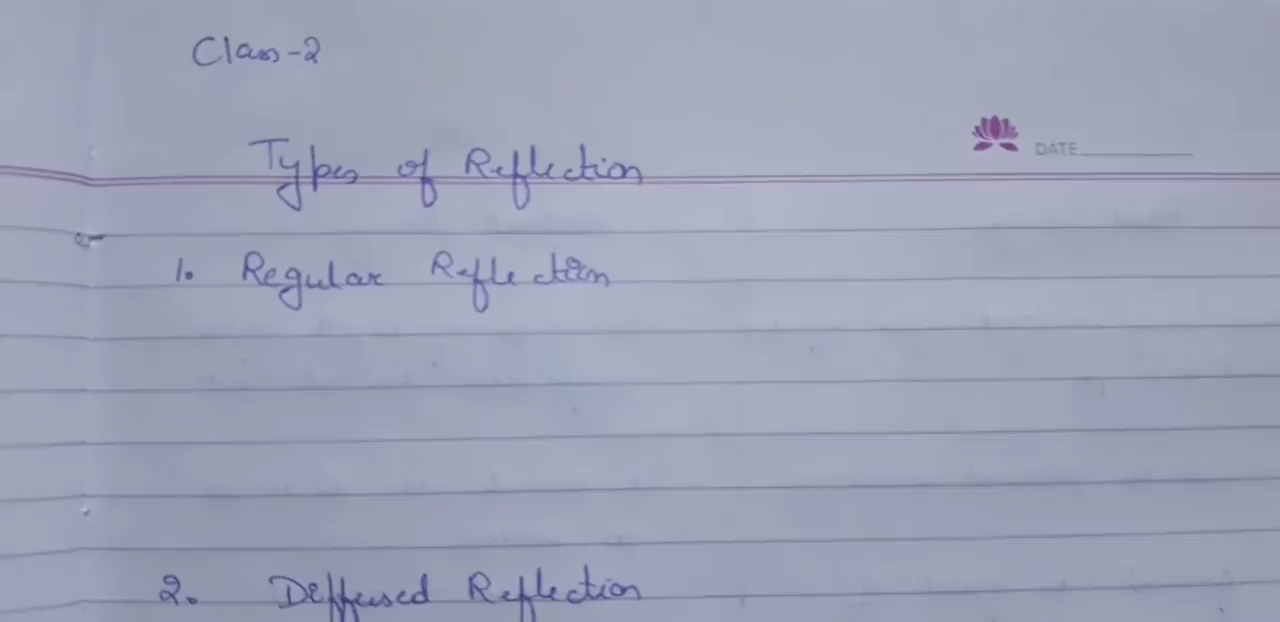 Class-2
DATE
Types of Reflection
1. Regular Reflection
2. Deffused Reflection